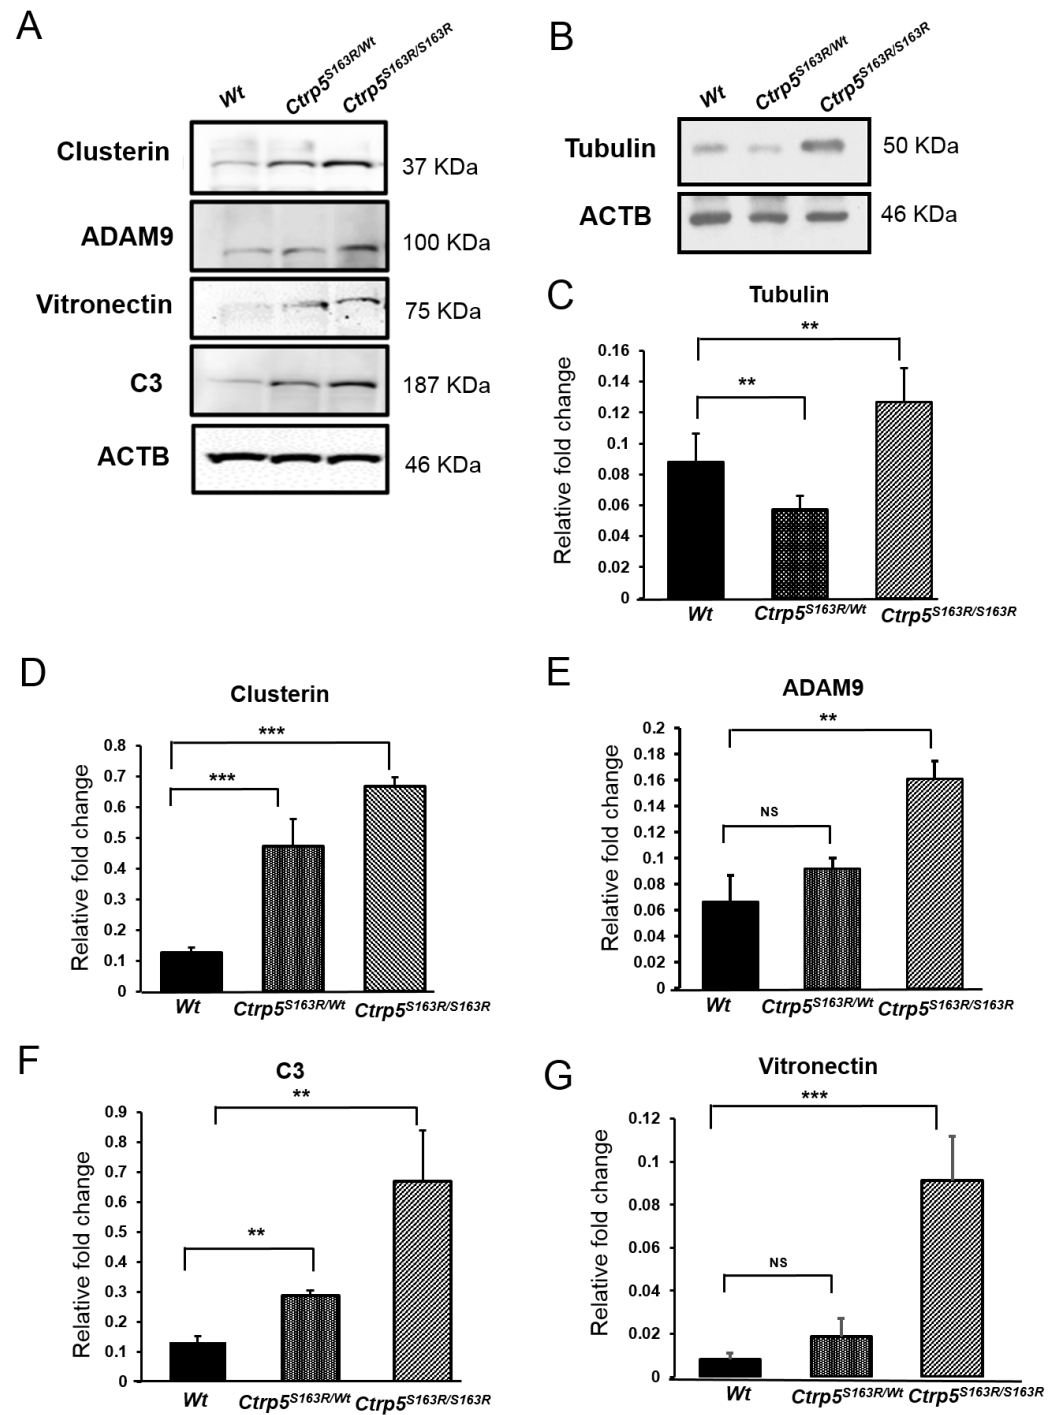 A
Wt Ctrp5S163R/Wt Ctrp5S163R/S163R
Clusterin 37 KDa
ADAM9 100 KDa
Vitronectin 75 KDa
C3 187 KDa
ACTB 46 KDa
B
Wt Ctrp5S163R/Wt Ctrp5S163R/S163R
Tubulin 50 KDa
ACTB 46 KDa
C
Tubulin
**
**
Relative fold change
0.16
0.14
0.12
0.1
0.08
0.06
0.04
0.02
0
Wt Ctrp5S163R/Wt Ctrp5S163R/S163R
D
Clusterin
***
***
Relative fold change
0.8
0.7
0.6
0.5
0.4
0.3
0.2
0.1
0
Wt Ctrp5S163R/Wt Ctrp5S163R/S163R
E
ADAM9
**
NS
Relative fold change
0.2
0.18
0.16
0.14
0.12
0.1
0.08
0.06
0.04
0.02
0
Wt Ctrp5S163R/Wt Ctrp5S163R/S163R
F
C3
**
**
Relative fold change
0.9
0.8
0.7
0.6
0.5
0.4
0.3
0.2
0.1
0
Wt Ctrp5S163R/Wt Ctrp5S163R/S163R
G
Vitronectin
***
NS
Relative fold change
0.12
0.1
0.08
0.06
0.04
0.02
0
Wt Ctrp5S163R/Wt Ctrp5S163R/S163R